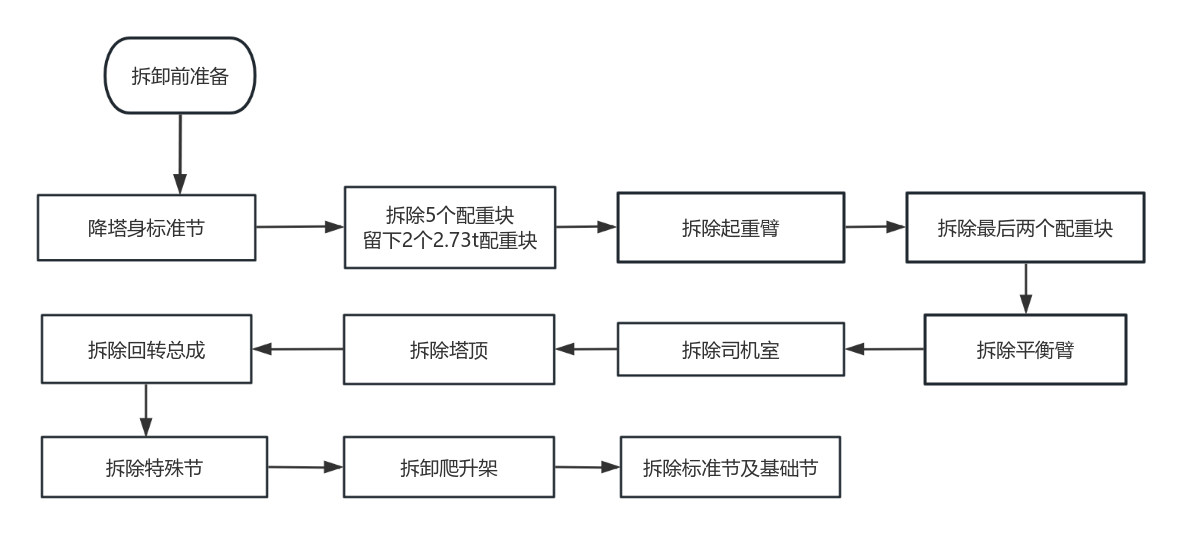 拆卸前准备
降塔身标准节
拆除5个配重块
留下2个2.73t配重块
拆除起重臂
拆除最后两个配重块
拆除平衡臂
拆除司机室
拆除塔顶
拆除回转总成
拆除特殊节
拆卸爬升架
拆除标准节及基础节